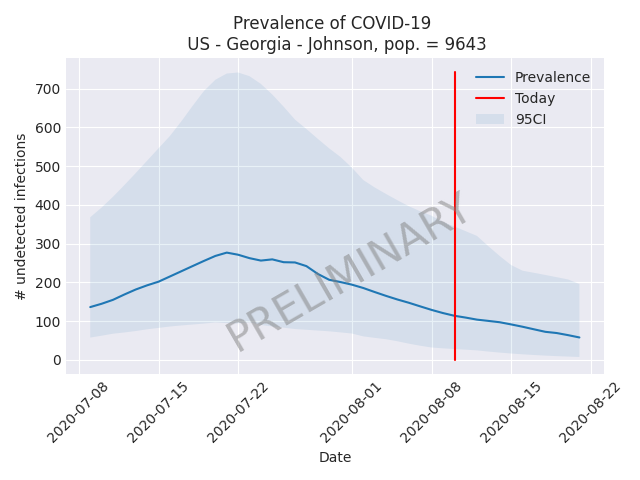 Prevalence of COVID-19
US - Georgia - Johnson, pop. = 9643
Prevalence
Today
95CI
700
600
500
400
300
200
100
0
# undetected infections
PRELIMINARY
2020-07-08
2020-07-15
2020-07-22
2020-08-01
2020-08-08
2020-08-15
2020-08-22
Date